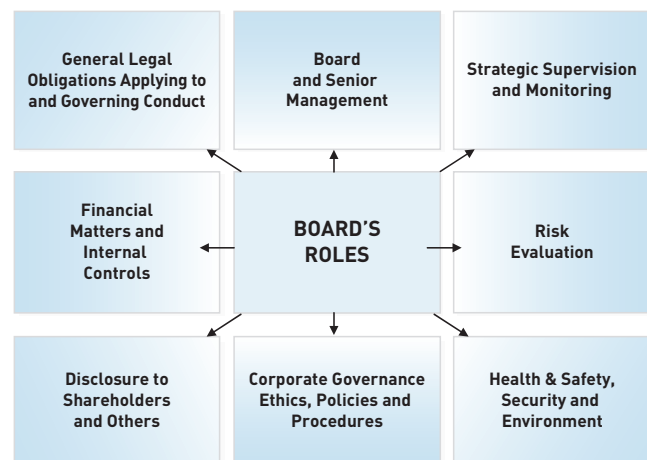 General Legal
Obligations Applying to
and Governing Conduct
Board
and Senior
Management
Strategic Supervision
and Monitoring
Financial
Matters and
Internal
Controls
BOARD'S
ROLES
Risk
Evaluation
Disclosure to
Shareholders
and Others
Corporate Governance
Ethics, Policies and
Procedures
Health & Safety,
Security and
Environment